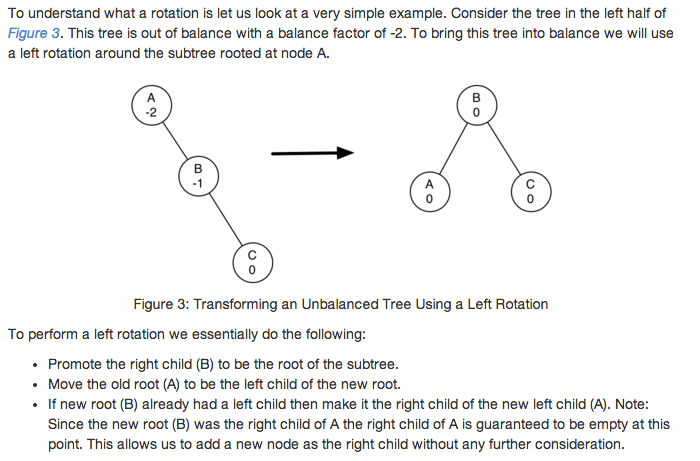 To understand what a rotation is let us look at a very simple example. Consider the tree in the left half of
Figure 3. This tree is out of balance with a balance factor of -2. To bring this tree into balance we will use
a left rotation around the subtree rooted at node A.
A
-2
B
-1
C
0
B
0
A
0
C
0
Figure 3: Transforming an Unbalanced Tree Using a Left Rotation
To perform a left rotation we essentially do the following:
• Promote the right child (B) to be the root of the subtree.
• Move the old root (A) to be the left child of the new root.
• If new root (B) already had a left child then make it the right child of the new left child (A). Note:
Since the new root (B) was the right child of A the right child of A is guaranteed to be empty at this
point. This allows us to add a new node as the right child without any further consideration.